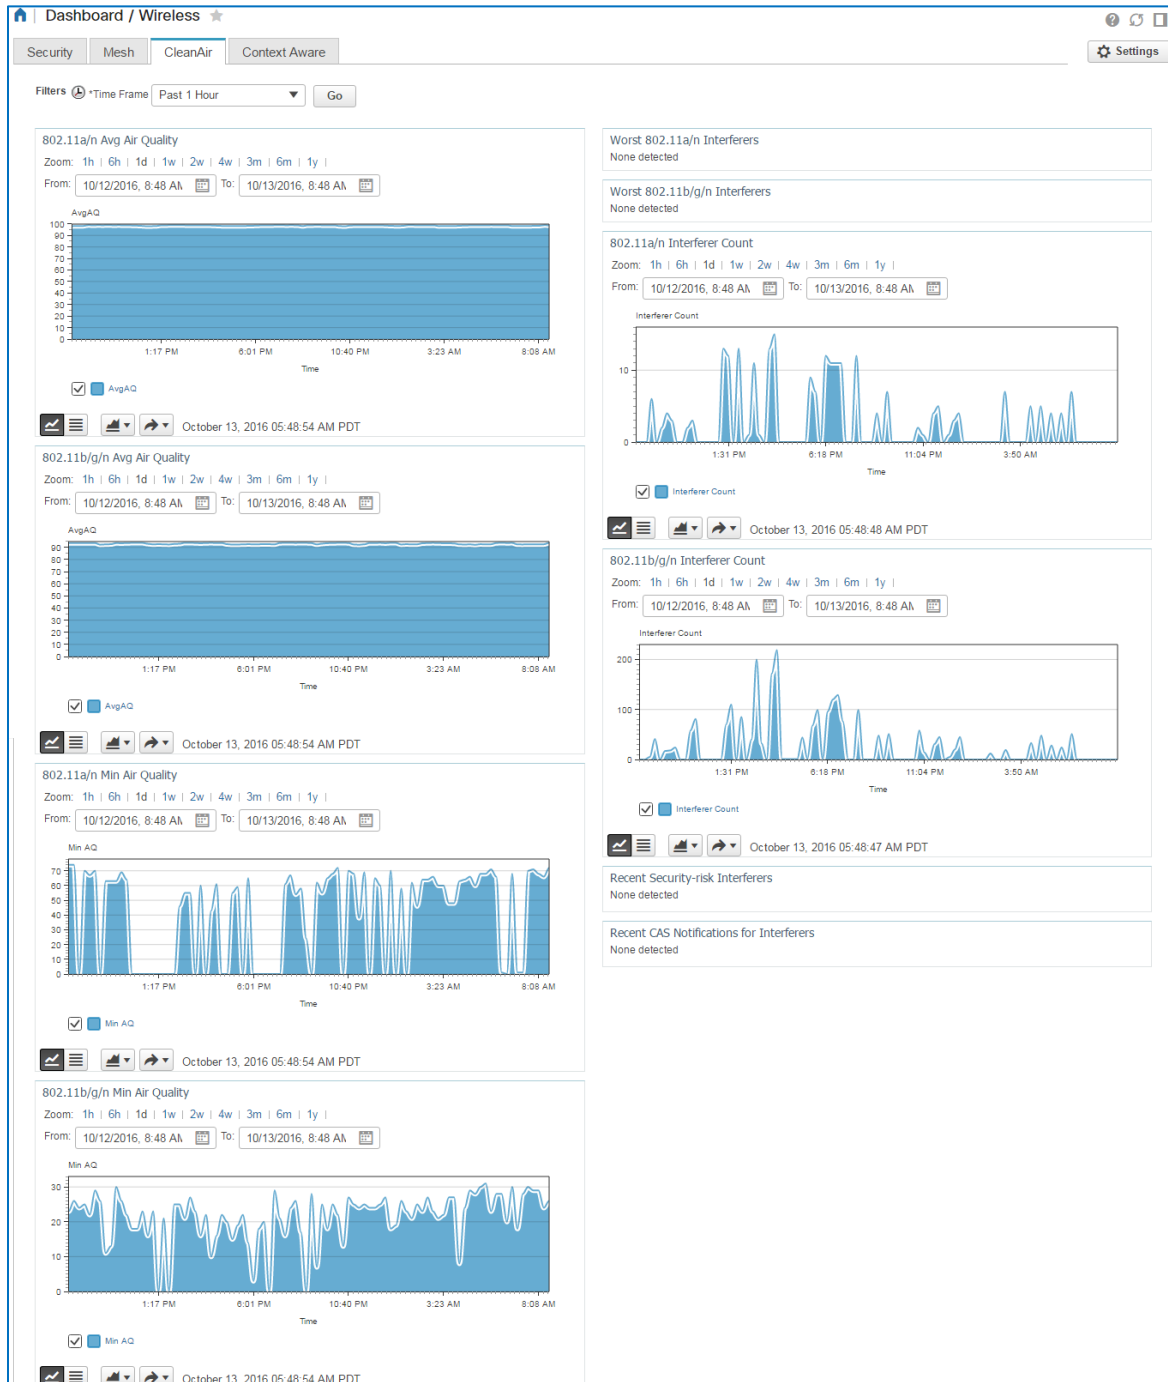 Dashboard / Wireless
Security Mesh CleanAir Context Aware
Settings
Filters *Time Frame Past 1 Hour Go
802.11a/n Avg Air Quality
Zoom: 1h | 6h | 1d | 1w | 2w | 4w | 3m | 6m | 1y |
From: 10/12/2016, 8:48 AM To: 10/13/2016, 8:48 AM
AvgAQ
100
90
80
70
60
50
40
30
20
10
0
1:17 PM 6:01 PM 10:40 PM 3:23 AM 8:08 AM
Time
AvgAQ
October 13, 2016 05:48:54 AM PDT
802.11b/g/n Avg Air Quality
Zoom: 1h | 6h | 1d | 1w | 2w | 4w | 3m | 6m | 1y |
From: 10/12/2016, 8:48 AM To: 10/13/2016, 8:48 AM
AvgAQ
90
80
70
60
50
40
30
20
10
0
1:17 PM 6:01 PM 10:40 PM 3:23 AM 8:08 AM
Time
AvgAQ
October 13, 2016 05:48:54 AM PDT
802.11a/n Min Air Quality
Zoom: 1h | 6h | 1d | 1w | 2w | 4w | 3m | 6m | 1y |
From: 10/12/2016, 8:48 AM To: 10/13/2016, 8:48 AM
Min AQ
70
60
50
40
30
20
10
0
1:17 PM 6:01 PM 10:40 PM 3:23 AM 8:08 AM
Time
Min AQ
October 13, 2016 05:48:54 AM PDT
802.11b/g/n Min Air Quality
Zoom: 1h | 6h | 1d | 1w | 2w | 4w | 3m | 6m | 1y |
From: 10/12/2016, 8:48 AM To: 10/13/2016, 8:48 AM
Min AQ
30
20
10
0
1:17 PM 6:01 PM 10:40 PM 3:23 AM 8:08 AM
Time
Min AQ
October 13, 2016 05:48:54 AM PDT
Worst 802.11a/n Interferers
None detected
Worst 802.11b/g/n Interferers
None detected
802.11a/n Interferer Count
Zoom: 1h | 6h | 1d | 1w | 2w | 4w | 3m | 6m | 1y |
From: 10/12/2016, 8:48 AM To: 10/13/2016, 8:48 AM
Interferer Count
10
0
1:31 PM 6:18 PM 11:04 PM 3:50 AM
Time
Interferer Count
October 13, 2016 05:48:48 AM PDT
802.11b/g/n Interferer Count
Zoom: 1h | 6h | 1d | 1w | 2w | 4w | 3m | 6m | 1y |
From: 10/12/2016, 8:48 AM To: 10/13/2016, 8:48 AM
Interferer Count
200
100
0
1:31 PM 6:18 PM 11:04 PM 3:50 AM
Time
Interferer Count
October 13, 2016 05:48:47 AM PDT
Recent Security-risk Interferers
None detected
Recent CAS Notifications for Interferers
None detected